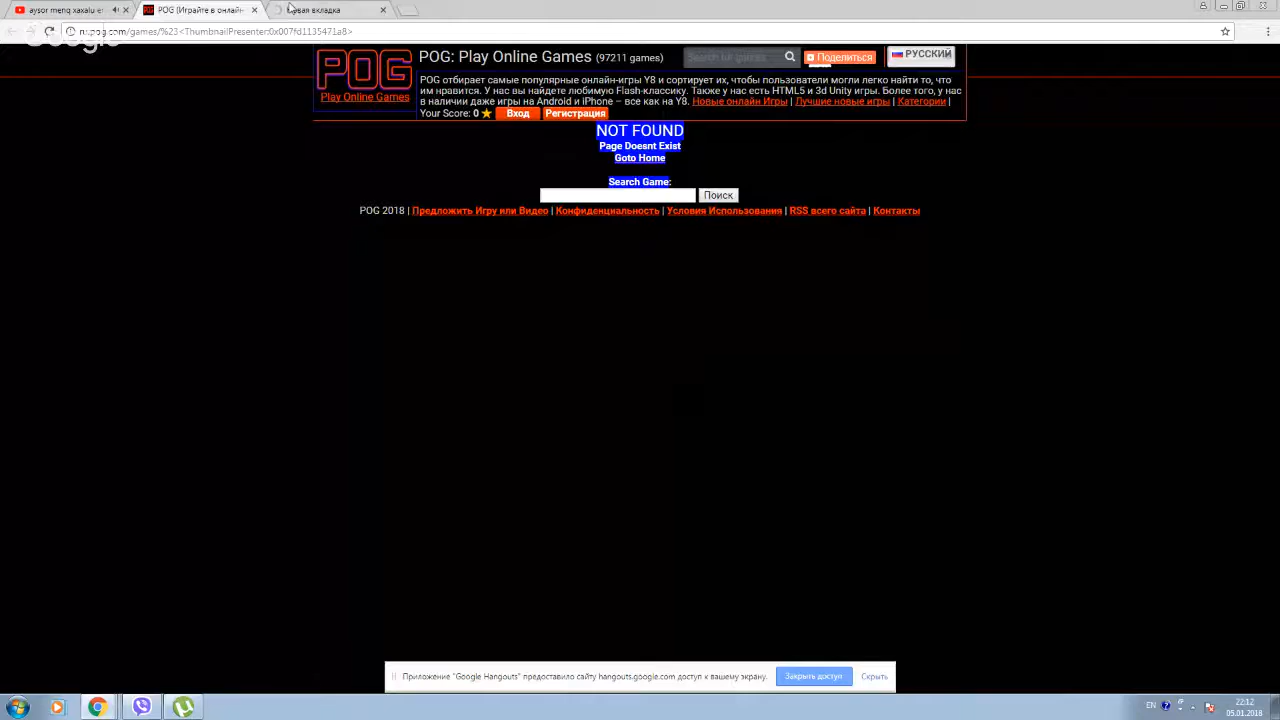 aysor menq xaxalu e
POG (Играйте в онлайн
ru.pog.com/games/%23<ThumbnailPresenter:0x007fd1135471a8>
Google
POG
Play Online Games
POG: Play Online Games (97211 games)
Поделиться
РУССКИЙ
POG отбирает самые популярные онлайн-игры Y8 и сортирует их, чтобы пользователи могли легко найти то, что
им нравится. У нас вы найдете любимую Flash-классику. Также у нас есть HTML5 и 3d Unity игры. Более того, у нас
в наличии даже игры на Android и iPhone – все как на Y8. Новые онлайн Игры | Лучшие новые игры | Категории |
Your Score: 0 Вход Регистрация
NOT FOUND
Page Doesnt Exist
Goto Home
Search Game:
Поиск
POG 2018 | Предложить Игру или Видео | Конфиденциальность | Условия Использования | RSS всего сайта | Контакты
Приложение "Google Hangouts" предоставило сайту hangouts.google.com доступ к вашему экрану.
Закрыть доступ
Скрыть
EN
22:12
05.01.2018